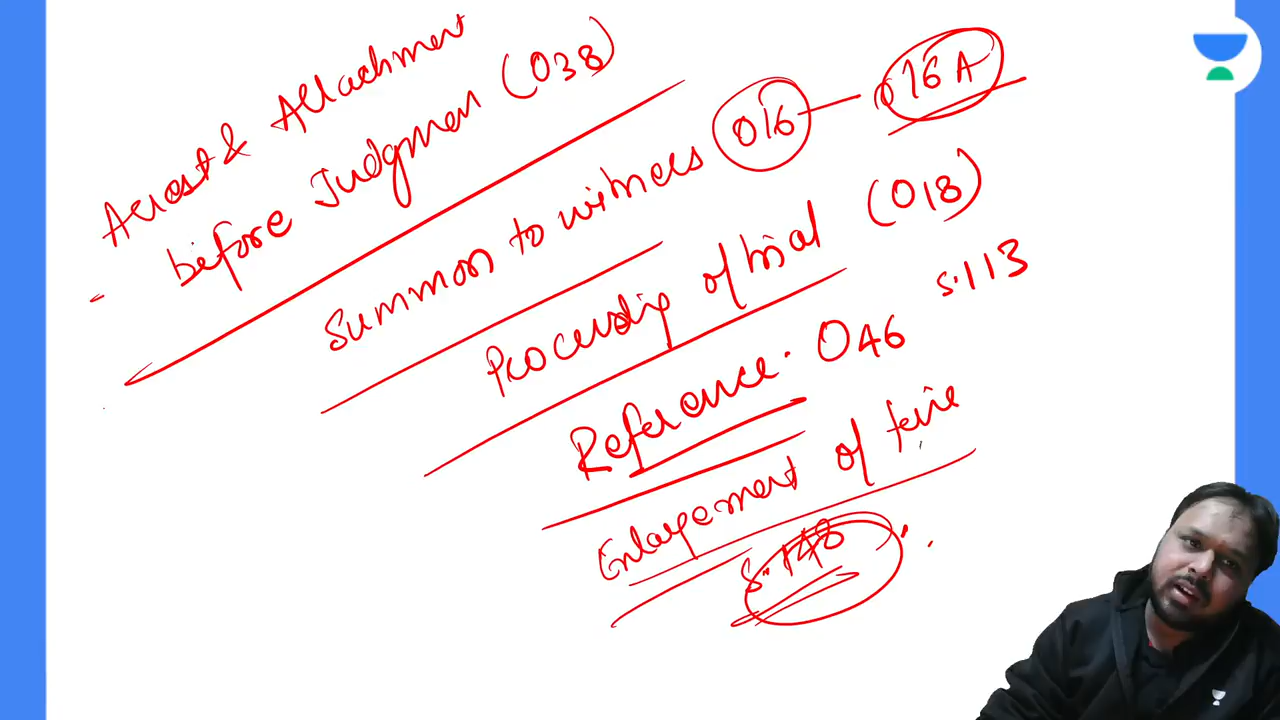 Arrest & Attachment
before Judgmen (O38)
Summon to witness O16 - O16A
Proceeding of trial (O18)
Reference. O46 S.113
Enlargement of time
S.148